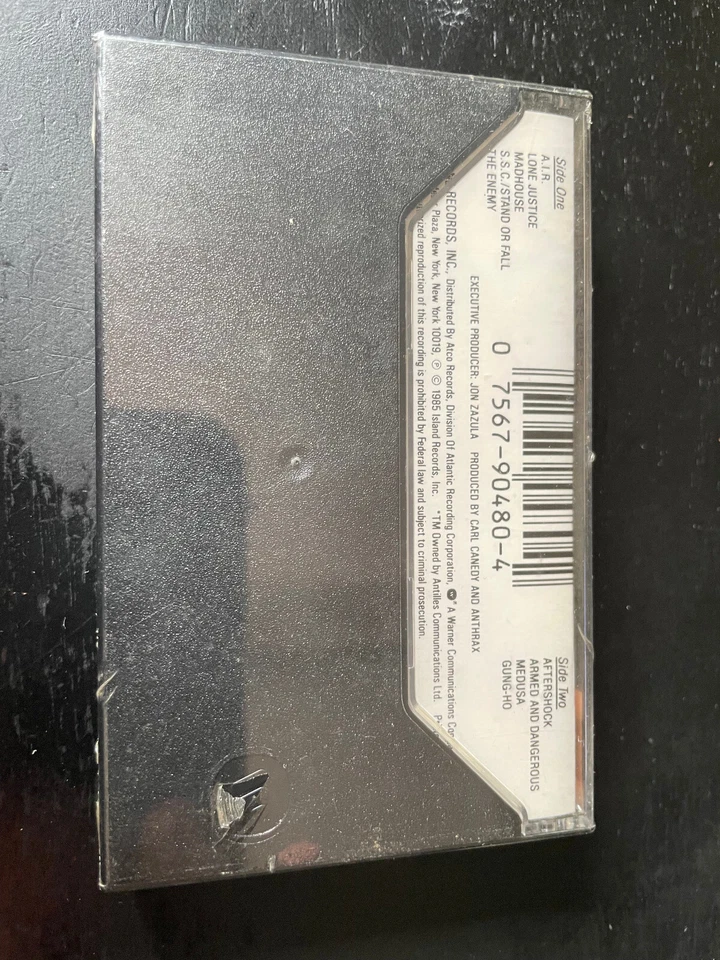 Side One
A.I.R
LONE JUSTICE
MADHOUSE
S.S.C./STAND OR FALL
THE ENEMY
0 7567-90480-4
Side Two
AFTERSHOCK
ARMED AND DANGEROUS
MEDUSA
GUNG-HO
EXECUTIVE PRODUCER: JON ZAZULA PRODUCED BY CARL CANEDY AND ANTHRAX
RECORDS, INC., Distributed By Atco Records, Division Of Atlantic Recording Corporation, ®* A Warner Communications
Plaza, New York, New York 10019. ℗ © 1985 Island Records, Inc. *TM Owned by Antilles Communications Ltd.
reproduction of this recording is prohibited by Federal law and subject to criminal prosecution.